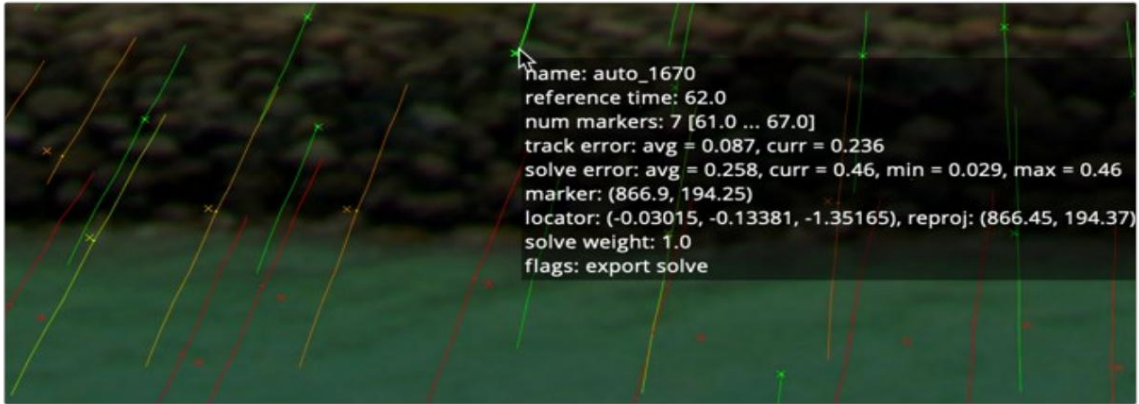 name: auto_1670
reference time: 62.0
num markers: 7 [61.0 ... 67.0]
track error: avg = 0.087, curr = 0.236
solve error: avg = 0.258, curr = 0.46, min = 0.029, max = 0.46
marker: (866.9, 194.25)
locator: (-0.03015, -0.13381, -1.35165), reproj: (866.45, 194.37)
solve weight: 1.0
flags: export solve